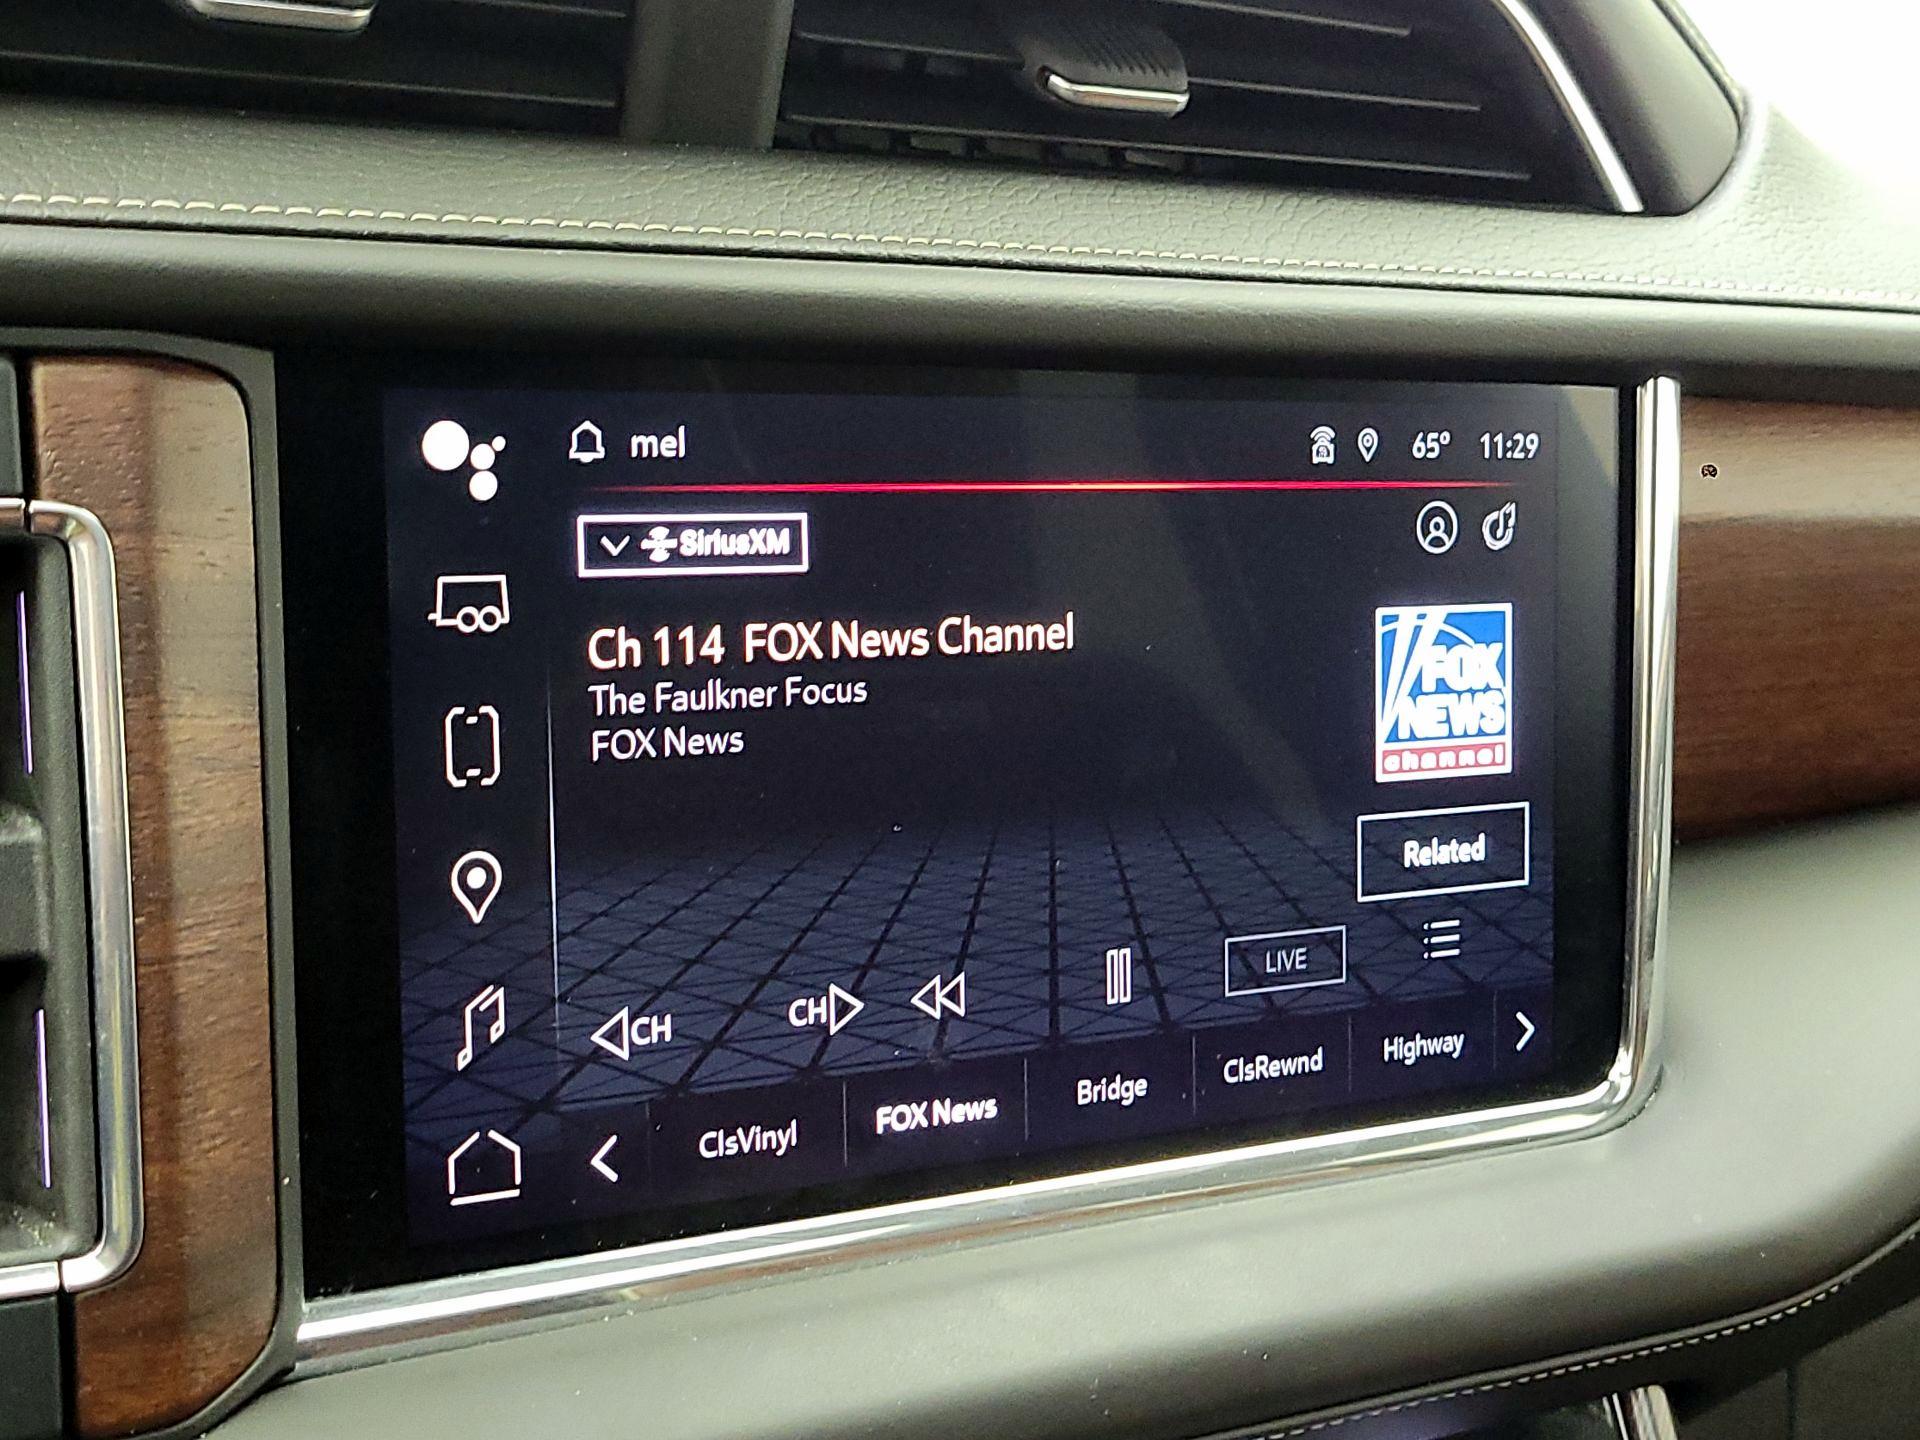 mel 65° 11:29
SiriusXM
Ch 114 FOX News Channel
The Faulkner Focus
FOX News
FOX
NEWS
channel
Related
LIVE
CH CH
ClsVinyl FOX News Bridge ClsRewnd Highway